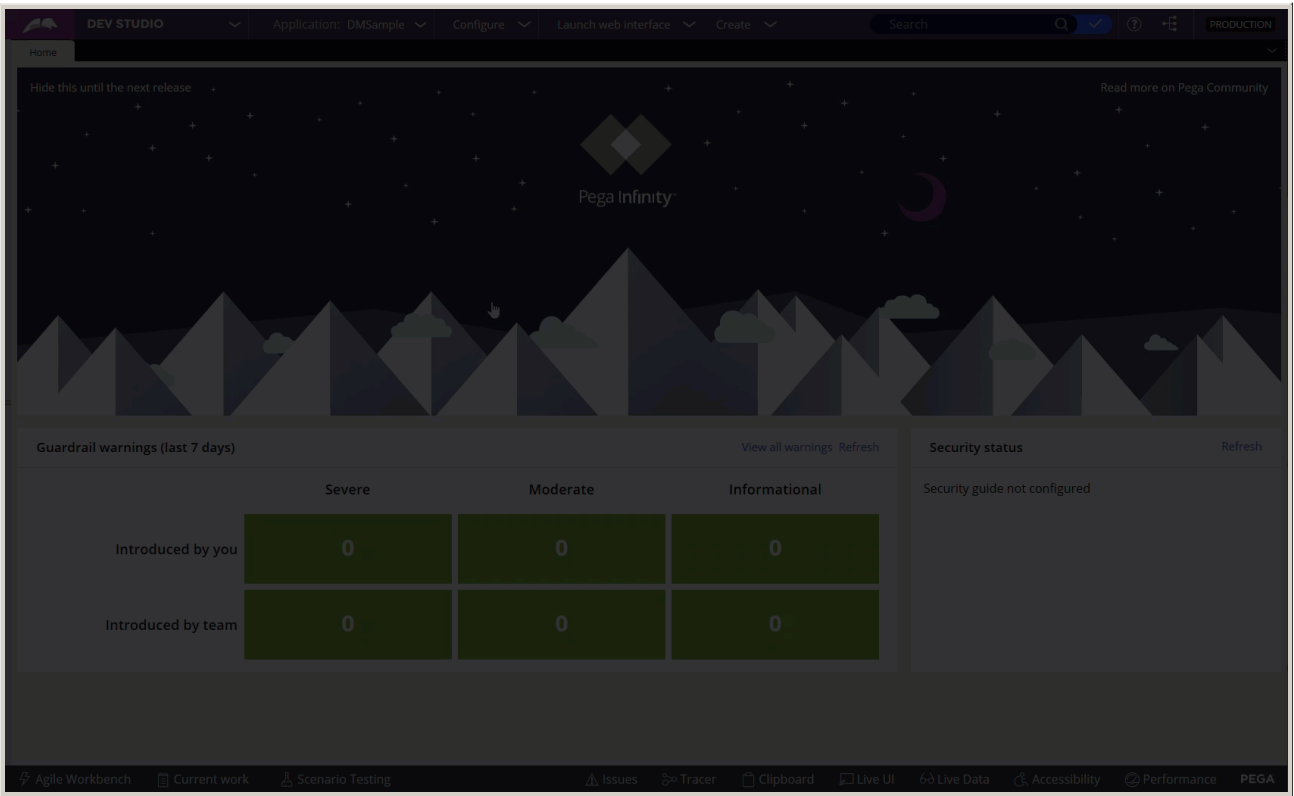 DEV STUDIO Application: DMSample Configure Launch web interface Create Search PRODUCTION
Home
Hide this until the next release Read more on Pega Community
Pega Infinity™
Guardrail warnings (last 7 days) View all warnings Refresh Security status Refresh
Severe Moderate Informational Security guide not configured
Introduced by you 0 0 0
Introduced by team 0 0 0
Agile Workbench Current work Scenario Testing Issues Tracer Clipboard Live UI Live Data Accessibility Performance PEGA